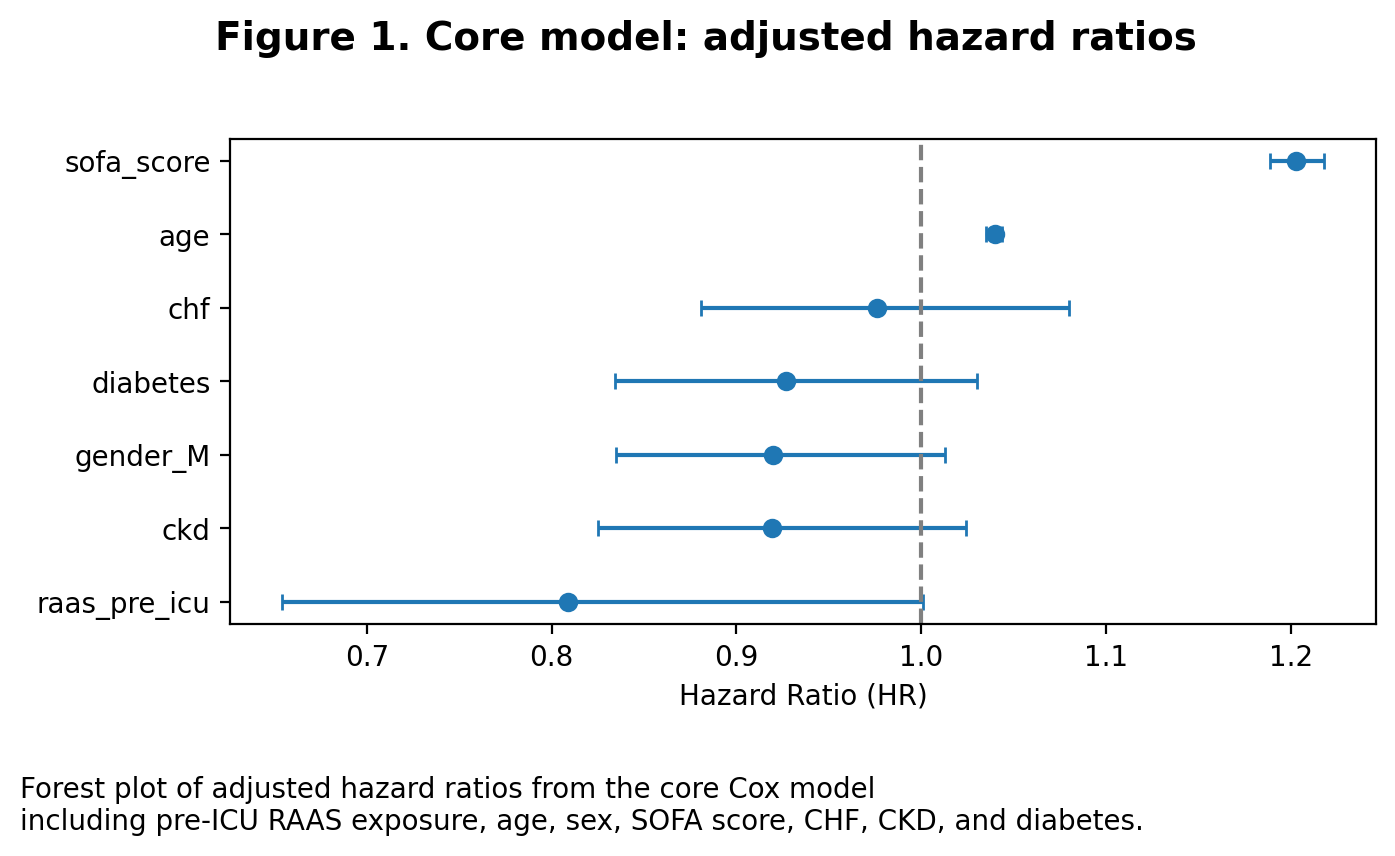 Figure 1. Core model: adjusted hazard ratios
sofa_score
age
chf
diabetes
gender_M
ckd
raas_pre_icu
0.7 0.8 0.9 1.0 1.1 1.2
Hazard Ratio (HR)
Forest plot of adjusted hazard ratios from the core Cox model
including pre-ICU RAAS exposure, age, sex, SOFA score, CHF, CKD, and diabetes.